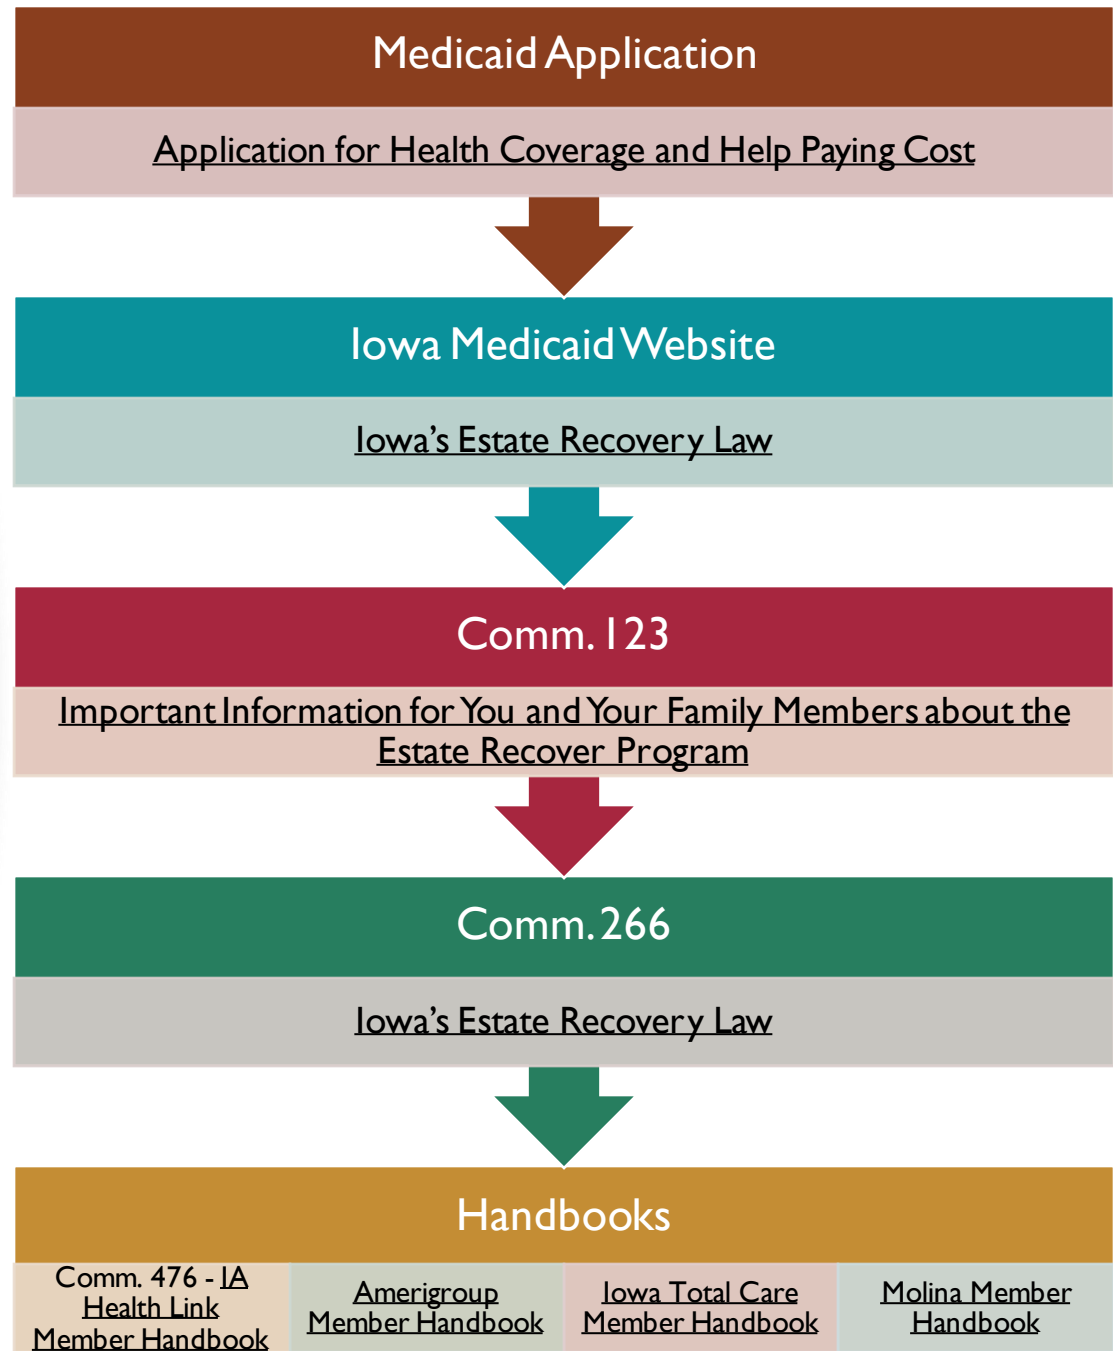 Medicaid Application
Application for Health Coverage and Help Paying Cost
Iowa Medicaid Website
Iowa's Estate Recovery Law
Comm. 123
Important Information for You and Your Family Members about the
Estate Recover Program
Comm. 266
Iowa's Estate Recovery Law
Handbooks
Comm. 476 - IA
Health Link
Member Handbook
Amerigroup
Member Handbook
Iowa Total Care
Member Handbook
Molina Member
Handbook